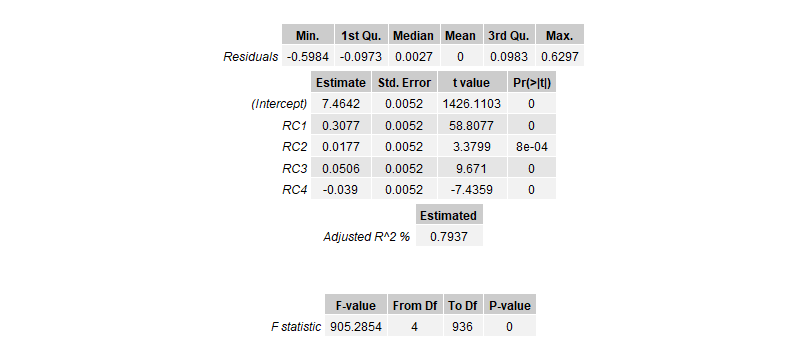 Min. 1st Qu. Median Mean 3rd Qu. Max.
Residuals -0.5984 -0.0973 0.0027 0 0.0983 0.6297
Estimate Std. Error t value Pr(>|t|)
(Intercept) 7.4642 0.0052 1426.1103 0
RC1 0.3077 0.0052 58.8077 0
RC2 0.0177 0.0052 3.3799 8e-04
RC3 0.0506 0.0052 9.671 0
RC4 -0.039 0.0052 -7.4359 0
Estimated
Adjusted R^2 % 0.7937
F-value From Df To Df P-value
F statistic 905.2854 4 936 0